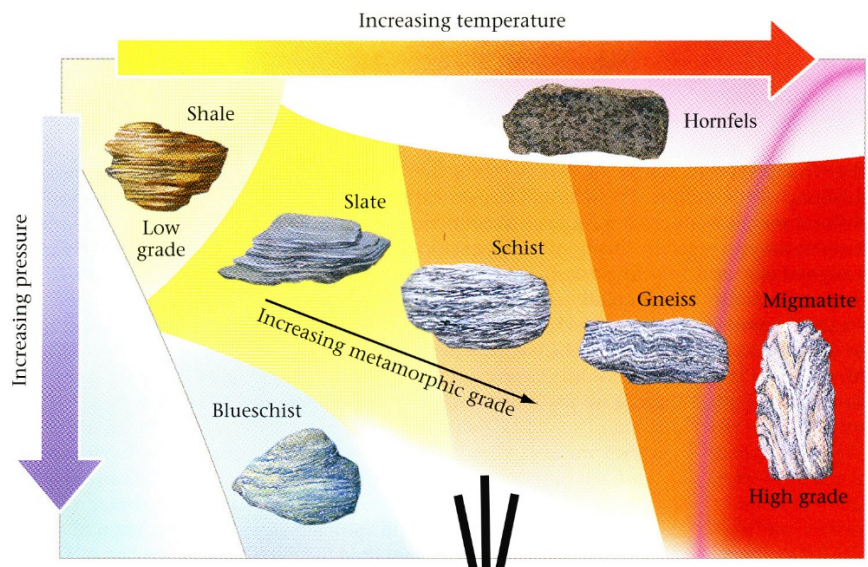 Increasing temperature
Shale
Hornfels
Low
grade
Slate
Schist
Increasing pressure
Gneiss
Migmatite
Increasing metamorphic grade
Blueschist
High grade